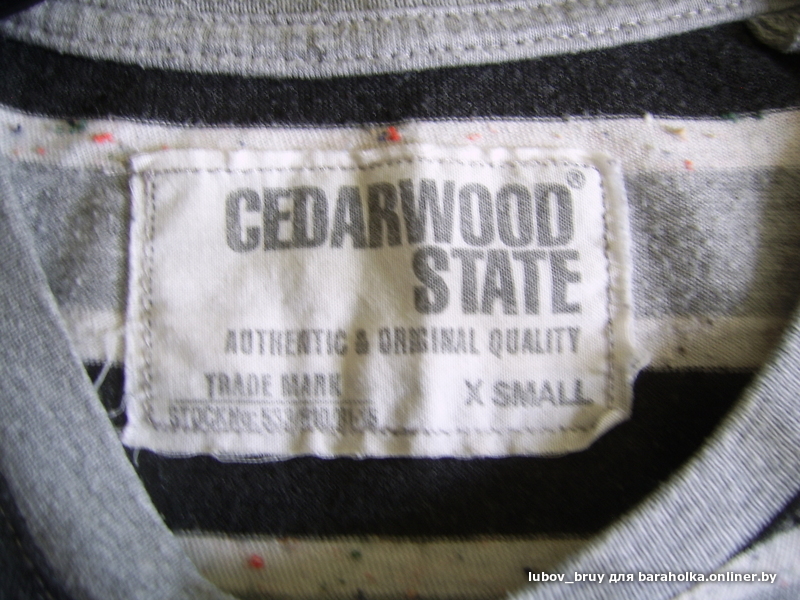 CEDARWOOD®
STATE
AUTHENTIC & ORIGINAL QUALITY
TRADE MARK
X SMALL
lubov_bruy для baraholka.onliner.by